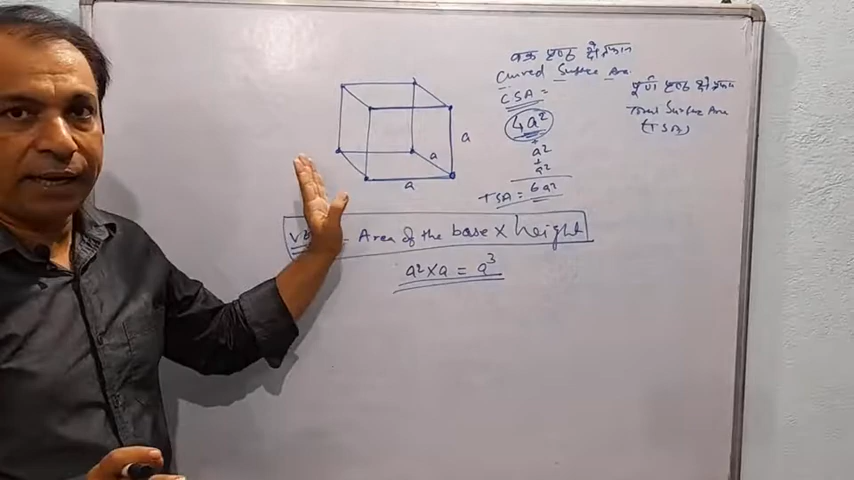 वक्र पृष्ठ क्षेत्रफल
Curved Surface Area
CSA =
4a²
+
a²
+
a²
TSA = 6a²
पूर्ण पृष्ठ क्षेत्रफल
Total Surface Area
(TSA)
a
a
a
Area of the base × height
a² × a = a³